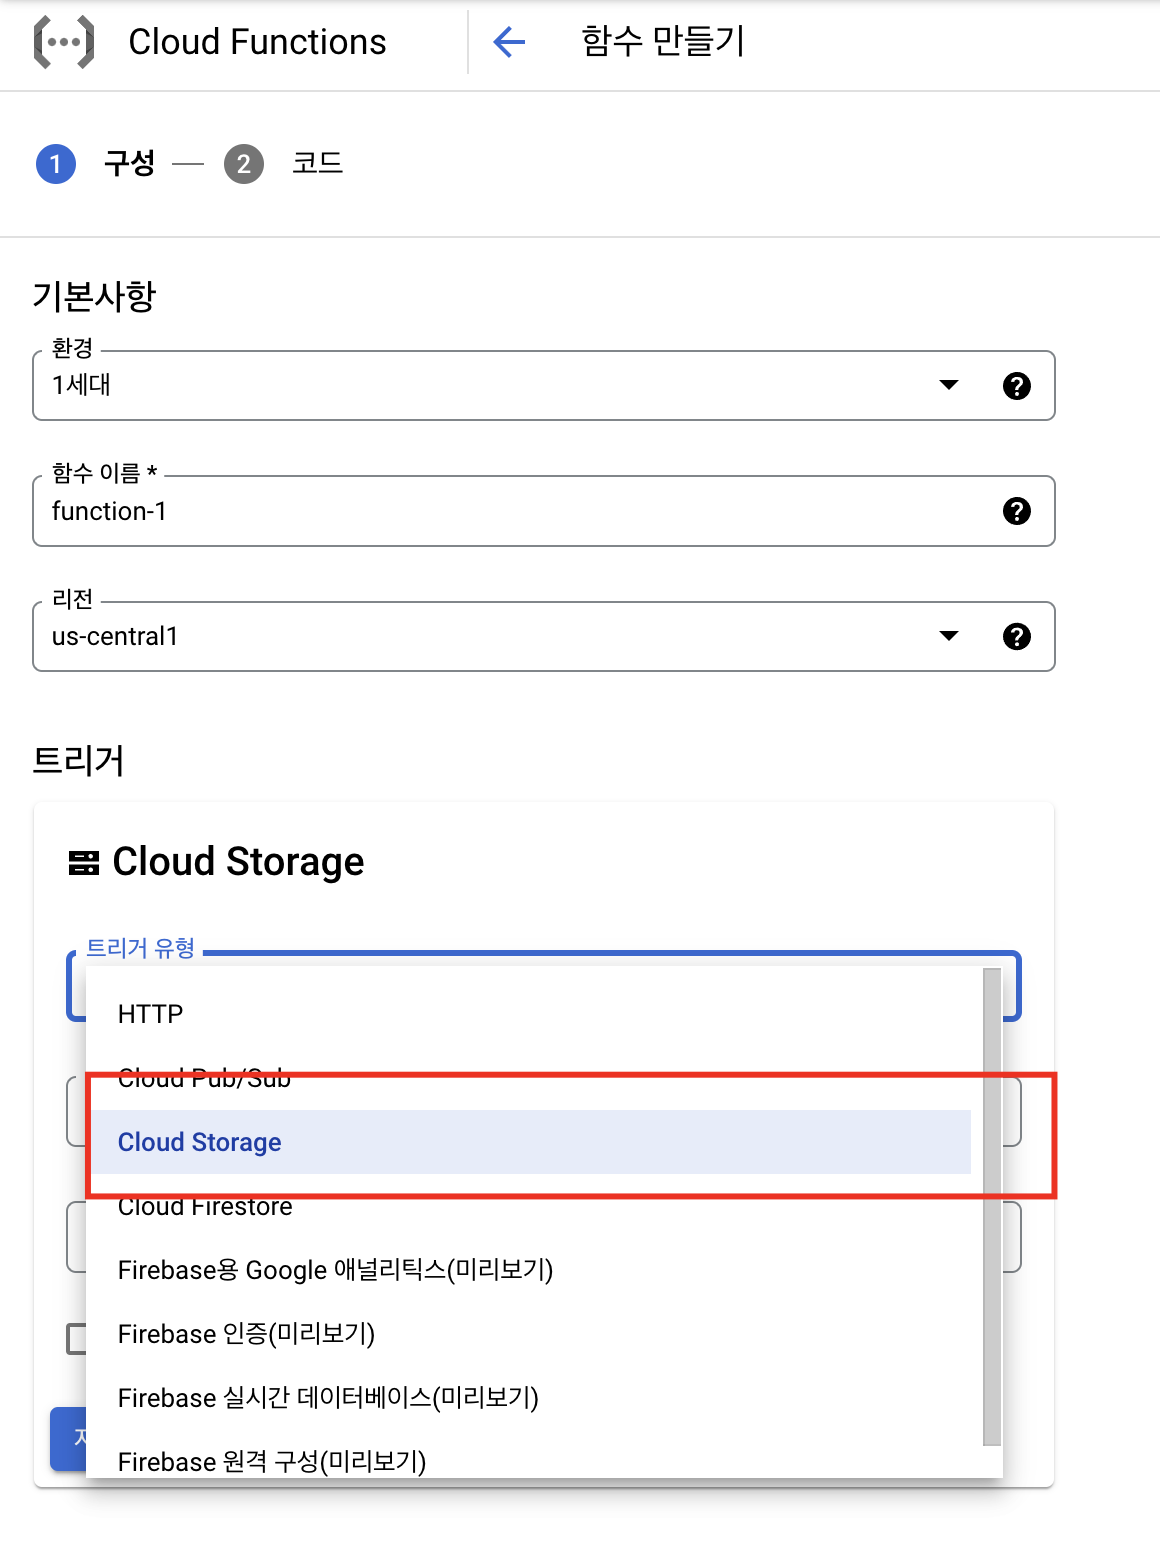 Cloud Functions
함수 만들기
1 구성 — 2 코드
기본사항
환경
1세대
함수 이름 *
function-1
리전
us-central1
트리거
Cloud Storage
트리거 유형
HTTP
Cloud Pub/Sub
Cloud Storage
Cloud Firestore
Firebase용 Google 애널리틱스(미리보기)
Firebase 인증(미리보기)
Firebase 실시간 데이터베이스(미리보기)
Firebase 원격 구성(미리보기)